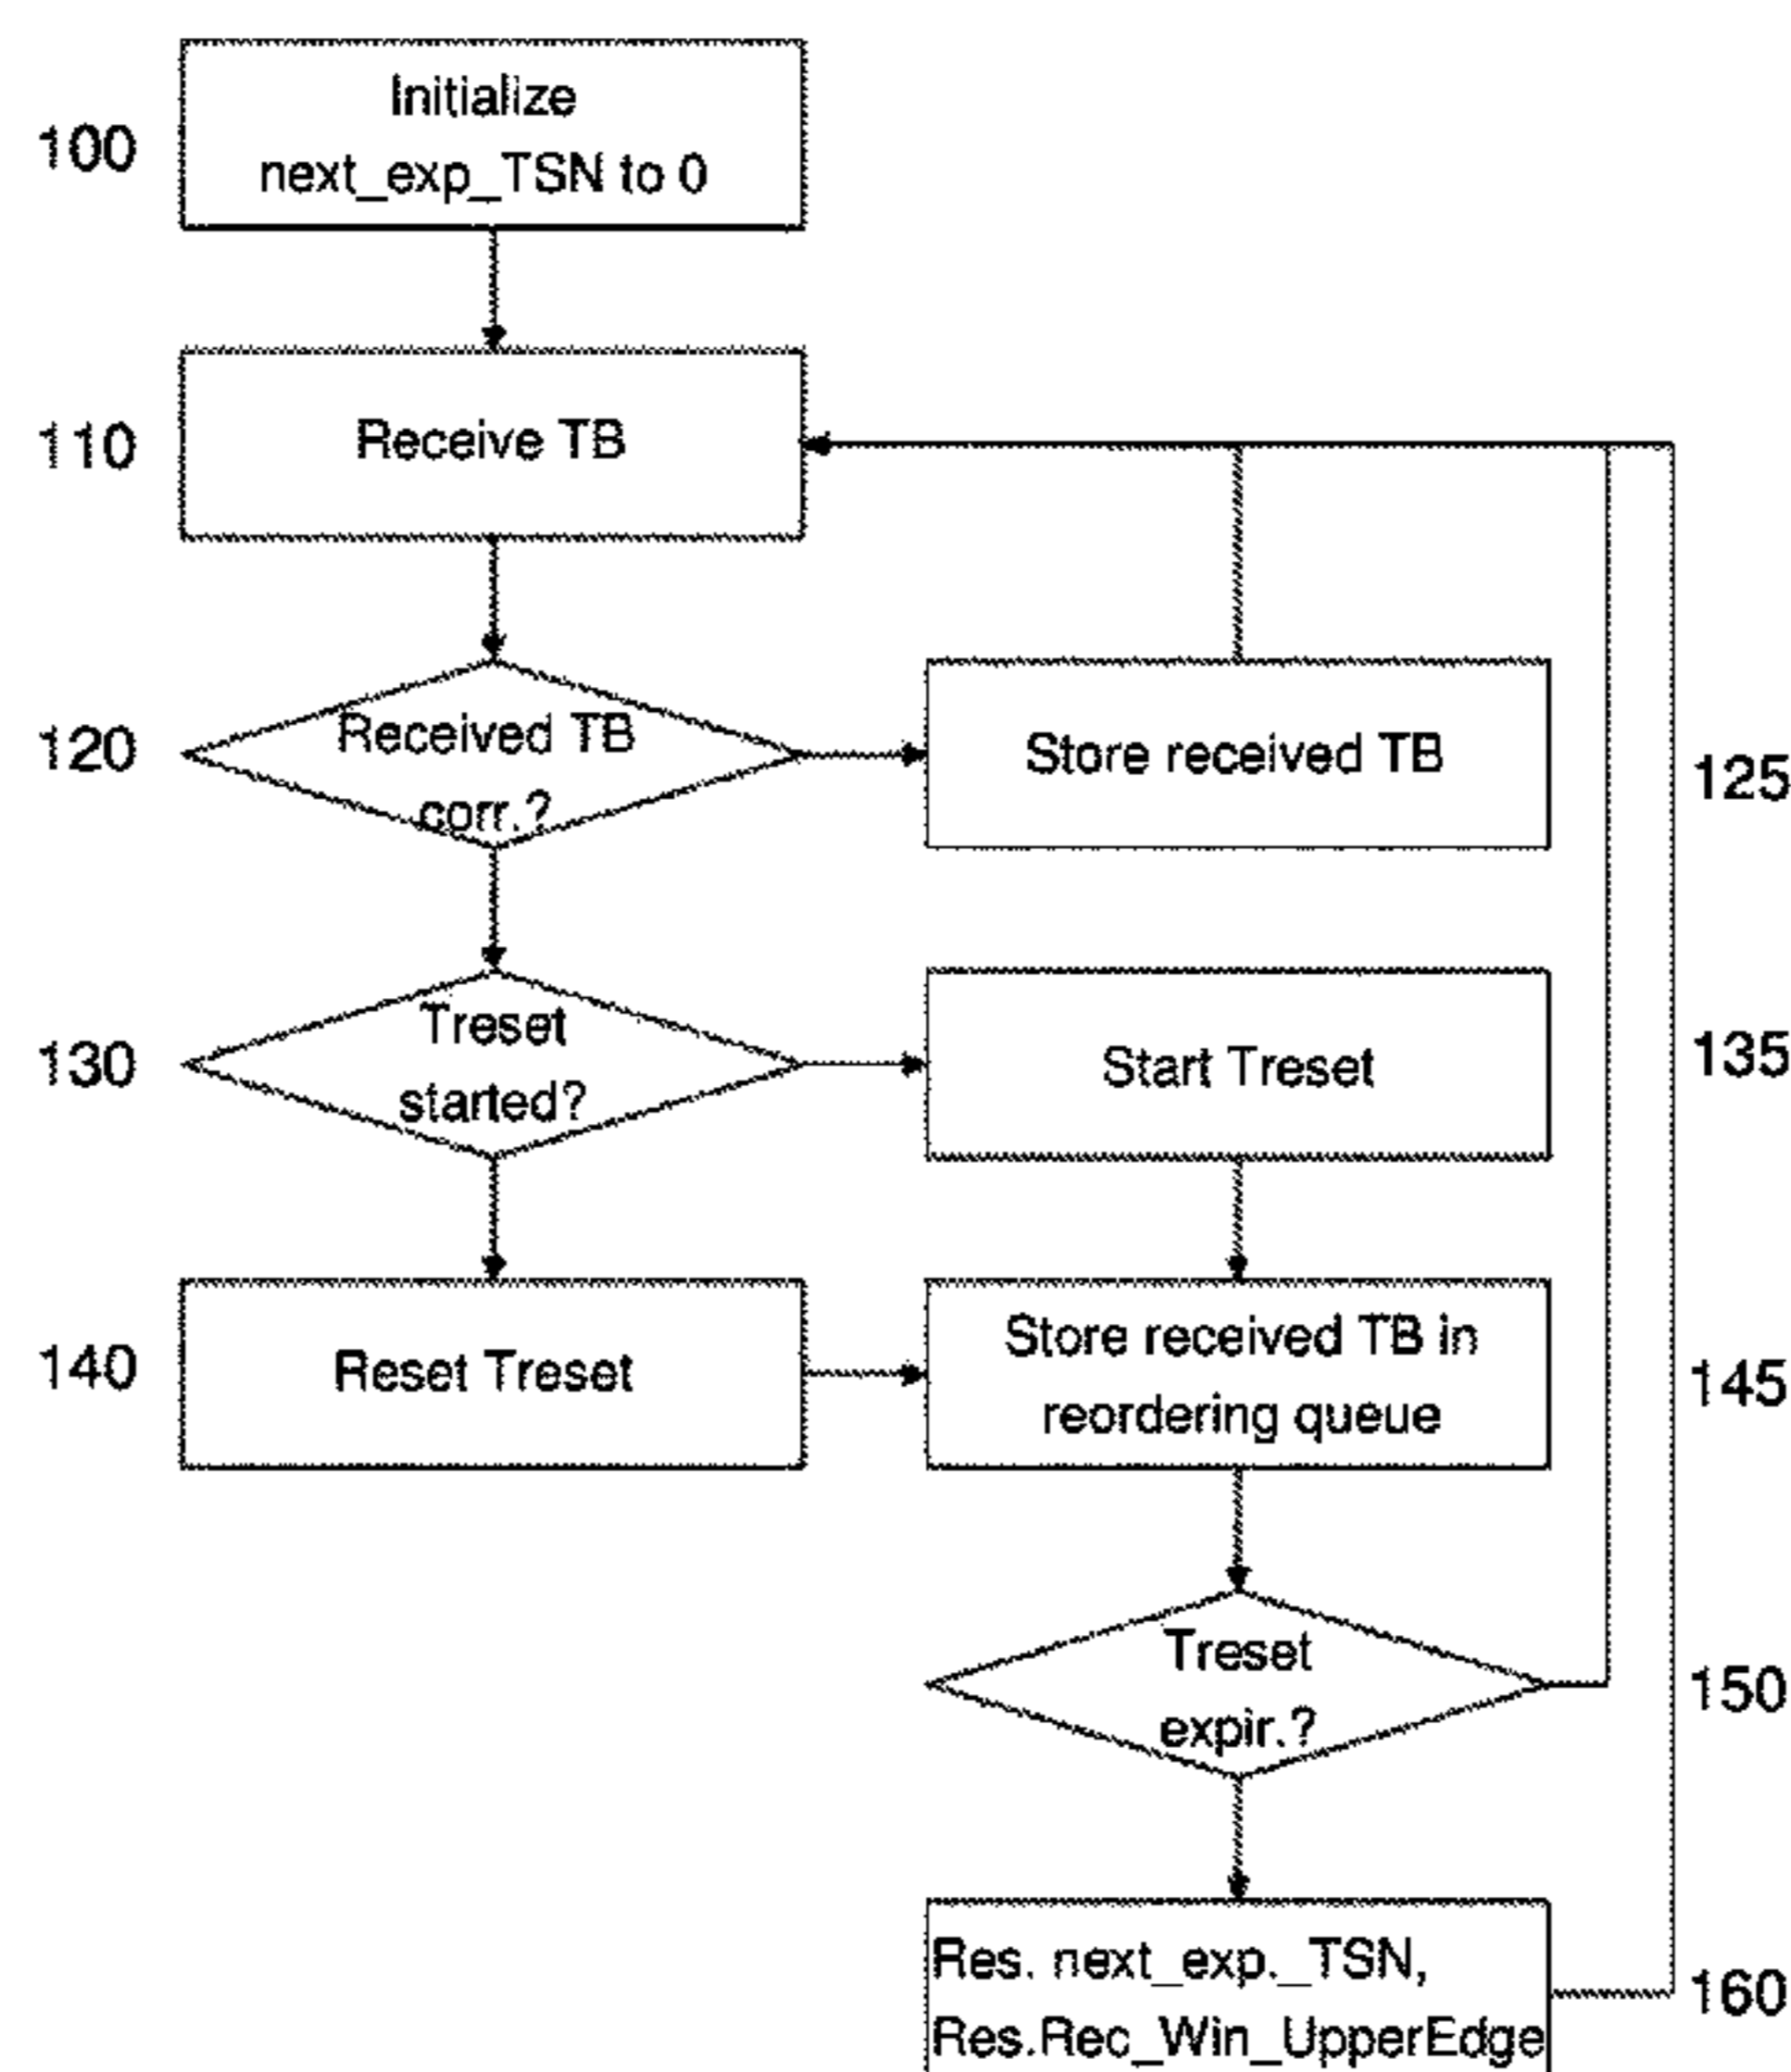 Initialize
100
next_exp_TSN to 0
110
Receive TB
120
Received TB
corr.?
Store received TB
125
130
Treset
started?
Start Treset
135
140
Reset Treset
Store received TB in
reordering queue
145
Treset
expir.?
150
Res. next_exp._TSN,
Res.Rec_Win_UpperEdge
160